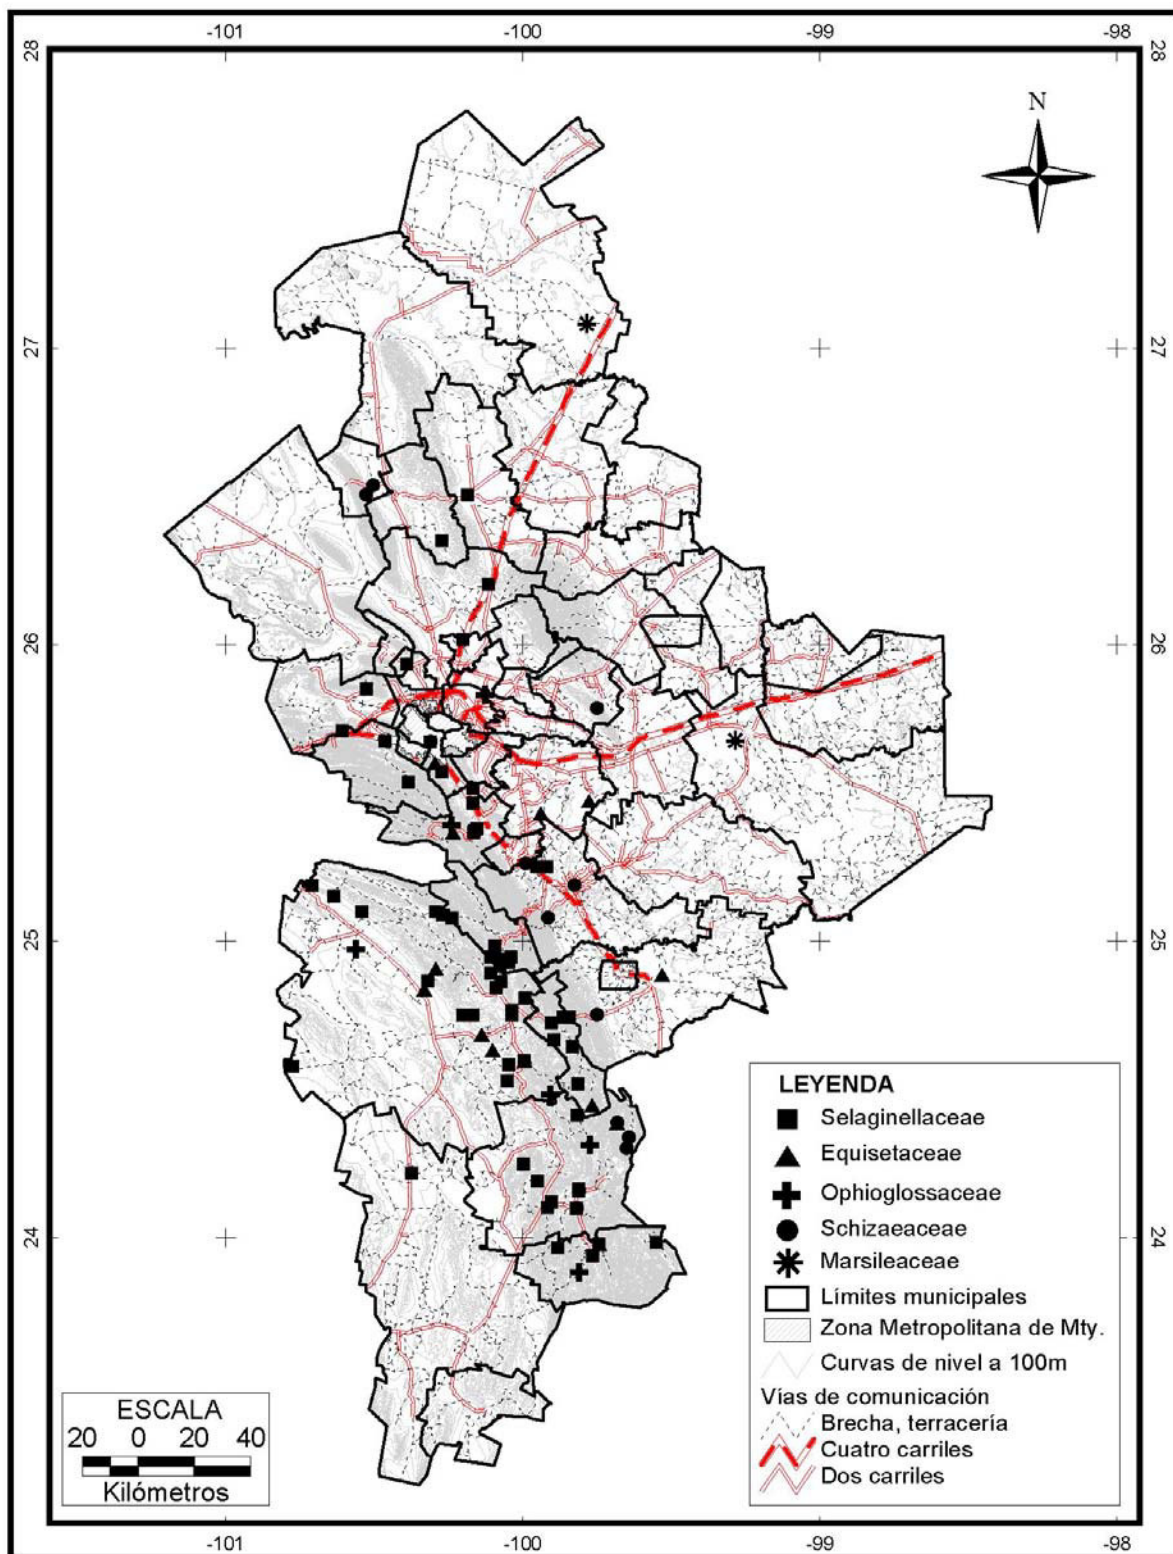 -101 -100 -99 -98
28 28
N
27 27
26 26
25 25
24 24
LEYENDA
Selaginellaceae
Equisetaceae
Ophioglossaceae
Schizaeaceae
Marsileaceae
Límites municipales
Zona Metropolitana de Mty.
Curvas de nivel a 100m
Vías de comunicación
Brecha, terracería
Cuatro carriles
Dos carriles
ESCALA
20 0 20 40
Kilómetros
-101 -100 -99 -98